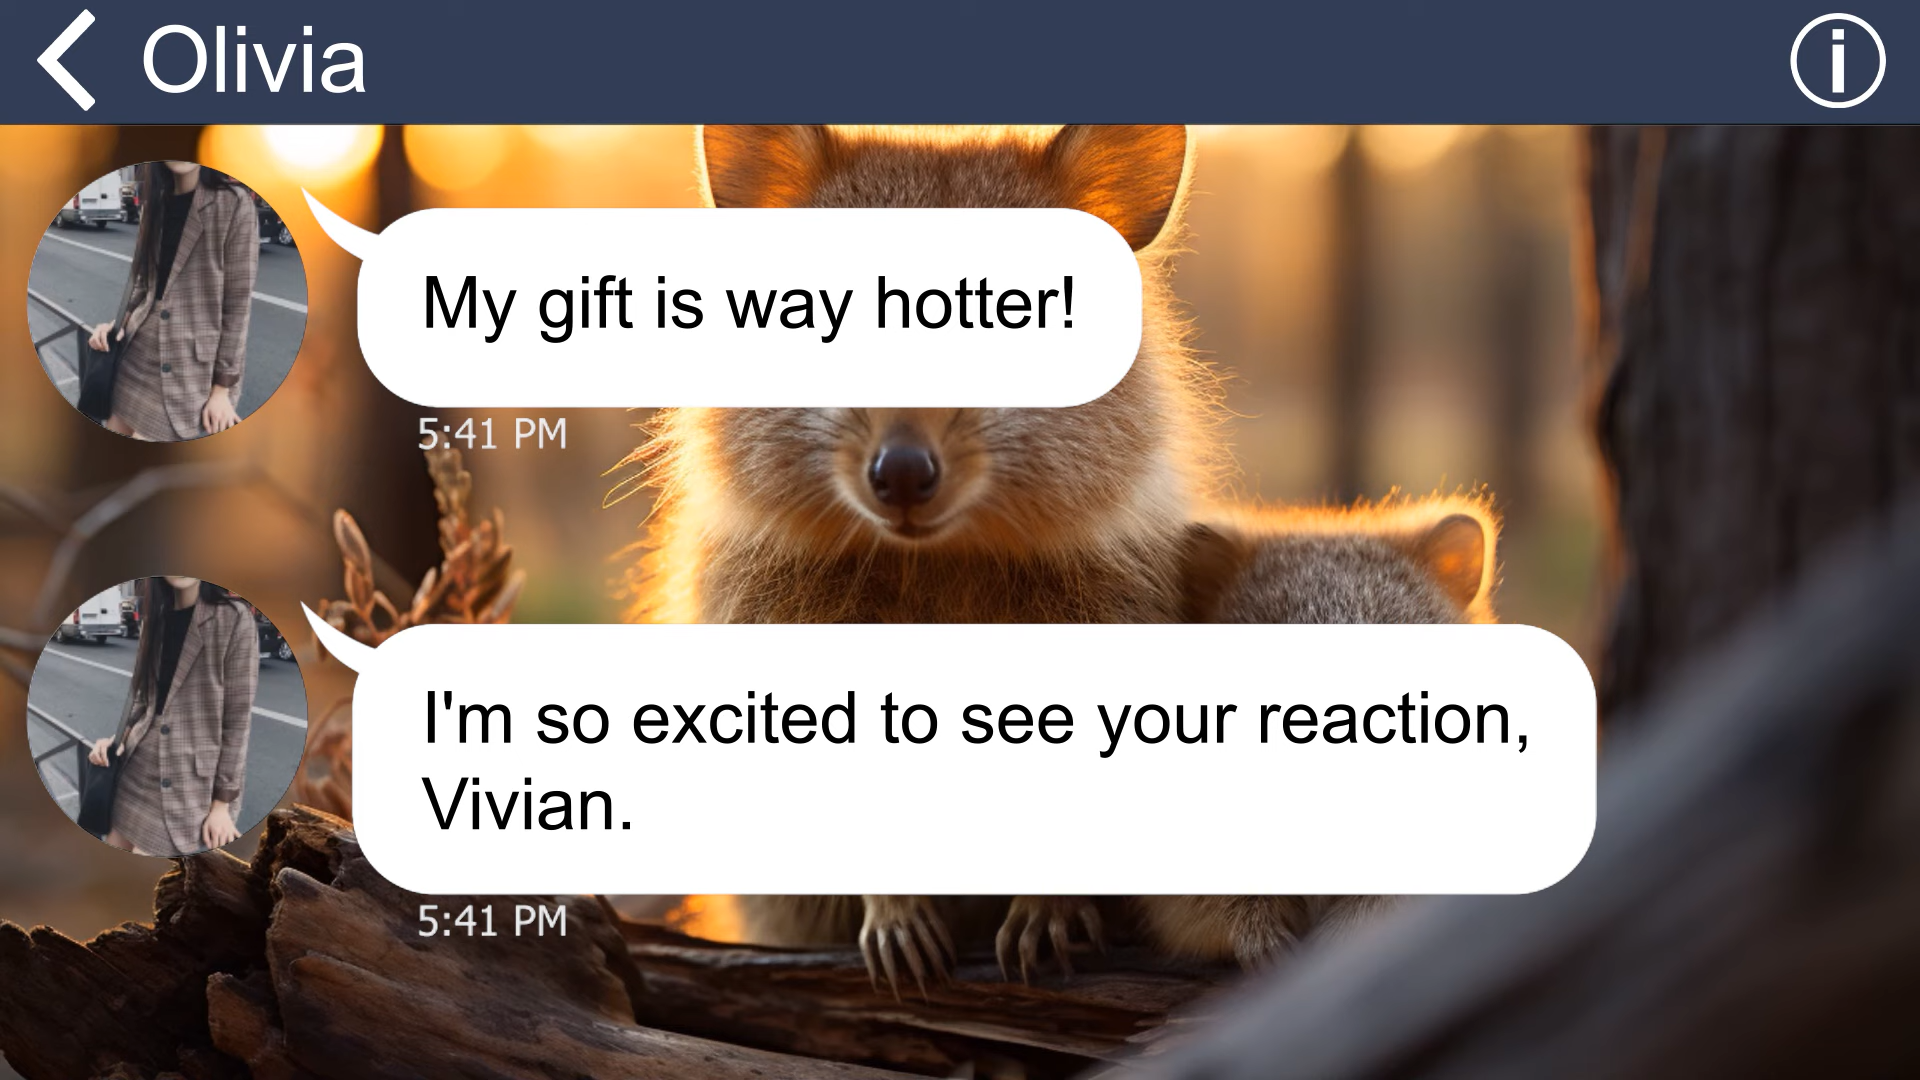 Olivia
My gift is way hotter!
5:41 PM
I'm so excited to see your reaction,
Vivian.
5:41 PM